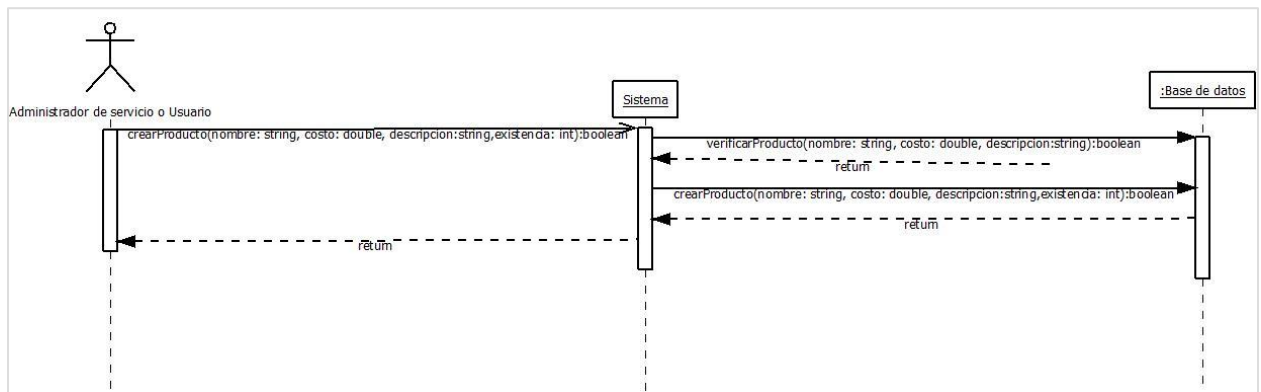 Administrador de servicio o Usuario
Sistema
:Base de datos
crearProducto(nombre: string, costo: double, descripcion:string,existencia: int):boolean
verificarProducto(nombre: string, costo: double, descripcion:string):boolean
return
crearProducto(nombre: string, costo: double, descripcion:string,existencia: int):boolean
return
return